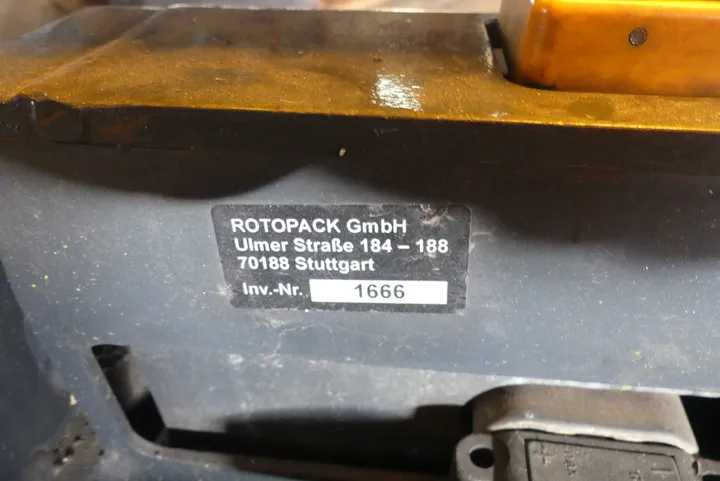 ROTOPACK GmbH
Ulmer Straße 184 – 188
70188 Stuttgart
Inv.-Nr. 1666